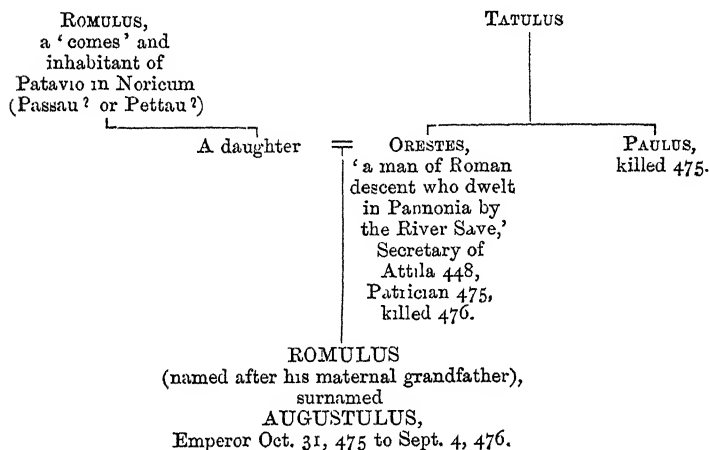 ROMULUS,
a ‘comes’ and
inhabitant of
Patavio in Noricum
(Passau? or Pettau?)
TATULUS
A daughter =
ORESTES,
‘a man of Roman
descent who dwelt
in Pannonia by
the River Save,’
Secretary of
Attila 448,
Patrician 475,
killed 476.
PAULUS,
killed 475.
ROMULUS
(named after his maternal grandfather),
surnamed
AUGUSTULUS,
Emperor Oct. 31, 475 to Sept. 4, 476.